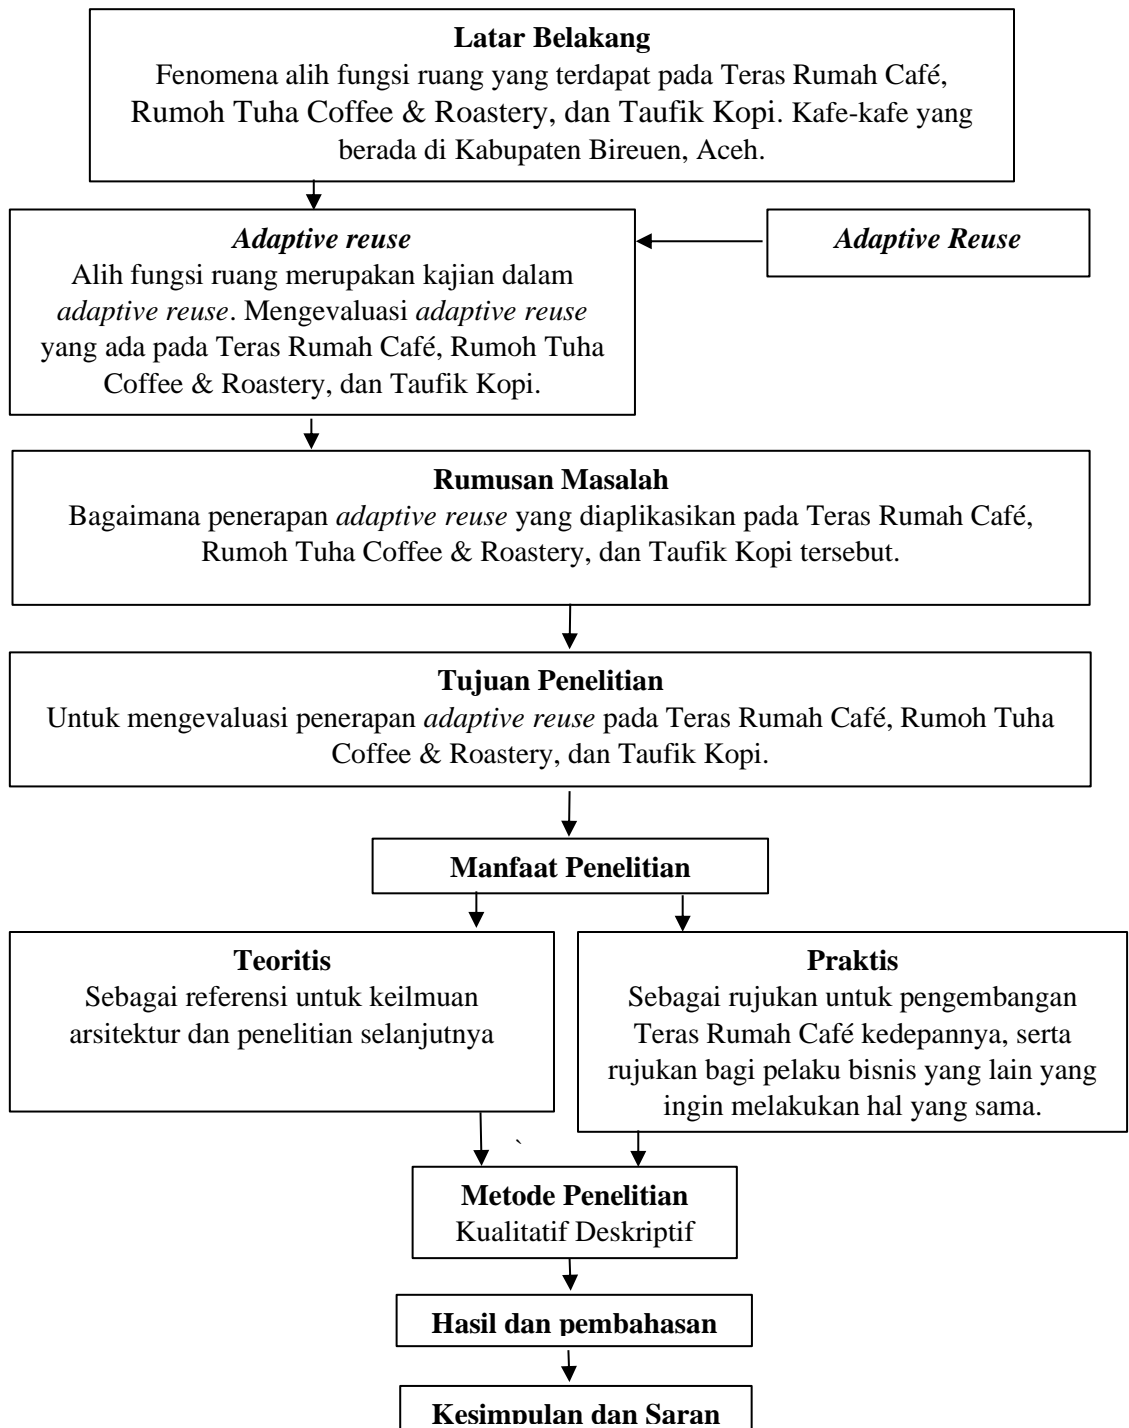 Latar Belakang
Fenomena alih fungsi ruang yang terdapat pada Teras Rumah Café,
Rumoh Tuha Coffee & Roastery, dan Taufik Kopi. Kafe-kafe yang
berada di Kabupaten Bireuen, Aceh.
Adaptive reuse
Alih fungsi ruang merupakan kajian dalam
adaptive reuse. Mengevaluasi adaptive reuse
yang ada pada Teras Rumah Café, Rumoh Tuha
Coffee & Roastery, dan Taufik Kopi.
Adaptive Reuse
Rumusan Masalah
Bagaimana penerapan adaptive reuse yang diaplikasikan pada Teras Rumah Café,
Rumoh Tuha Coffee & Roastery, dan Taufik Kopi tersebut.
Tujuan Penelitian
Untuk mengevaluasi penerapan adaptive reuse pada Teras Rumah Café, Rumoh Tuha
Coffee & Roastery, dan Taufik Kopi.
Manfaat Penelitian
Teoritis
Sebagai referensi untuk keilmuan
arsitektur dan penelitian selanjutnya
Praktis
Sebagai rujukan untuk pengembangan
Teras Rumah Café kedepannya, serta
rujukan bagi pelaku bisnis yang lain yang
ingin melakukan hal yang sama.
`
Metode Penelitian
Kualitatif Deskriptif
Hasil dan pembahasan
Kesimpulan dan Saran